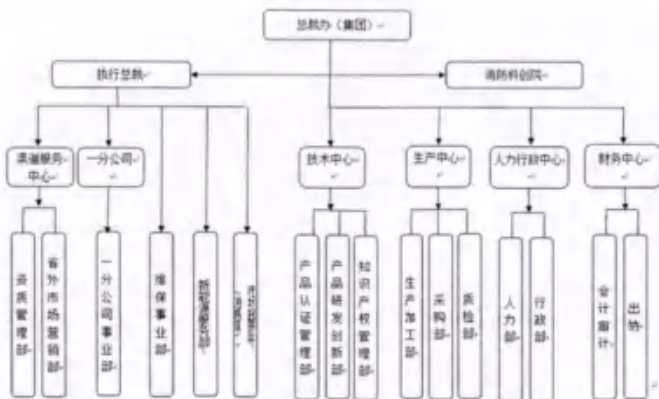 总裁办（集团）
执行总裁
消防科创院
渠道服务
中心
一分公司
技术中心
生产中心
人力行政中心
财务中心
资质管理部
省外市场营销部
一分公司事业部
维保事业部
产品认证管理部
产品研发创新部
知识产权管理部
生产加工部
采购部
质检部
人力部
行政部
会计审计
出纳